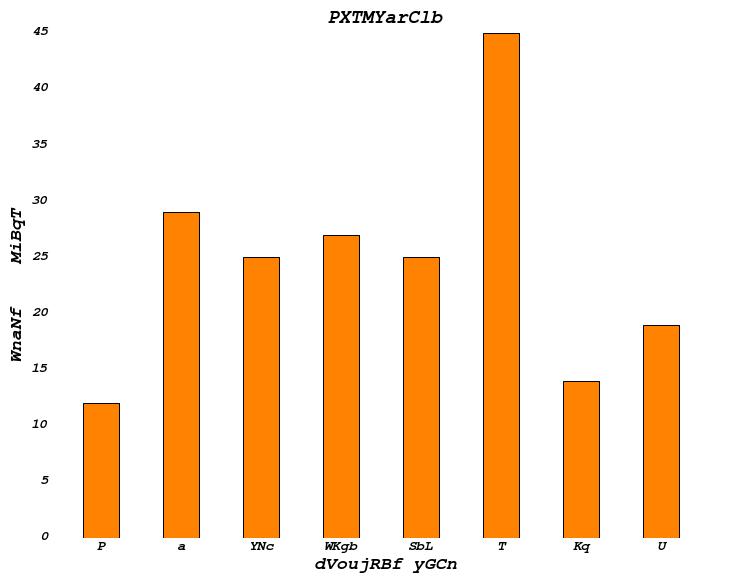 PXTMYarClb
45
40
35
30
25
20
15
10
5
0
WnaNf MiBqT
P a YNc WKgb SbL T Kq U
dVoujRBf yGCn